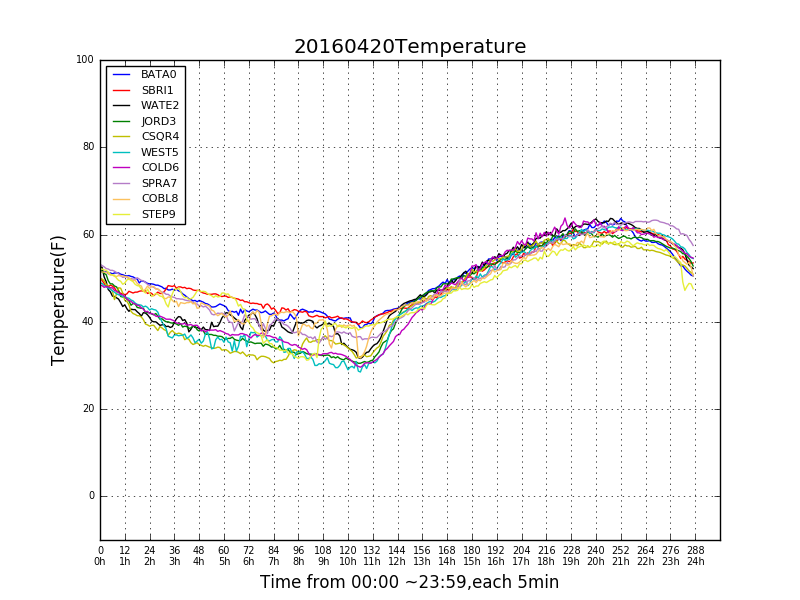 20160420Temperature
100
80
60
40
20
0
Temperature(F)
BATA0
SBRI1
WATE2
JORD3
CSQR4
WEST5
COLD6
SPRA7
COBL8
STEP9
0 12 24 36 48 60 72 84 96 108 120 132 144 156 168 180 192 204 216 228 240 252 264 276 288
0h 1h 2h 3h 4h 5h 6h 7h 8h 9h 10h 11h 12h 13h 14h 15h 16h 17h 18h 19h 20h 21h 22h 23h 24h
Time from 00:00 ~23:59,each 5min